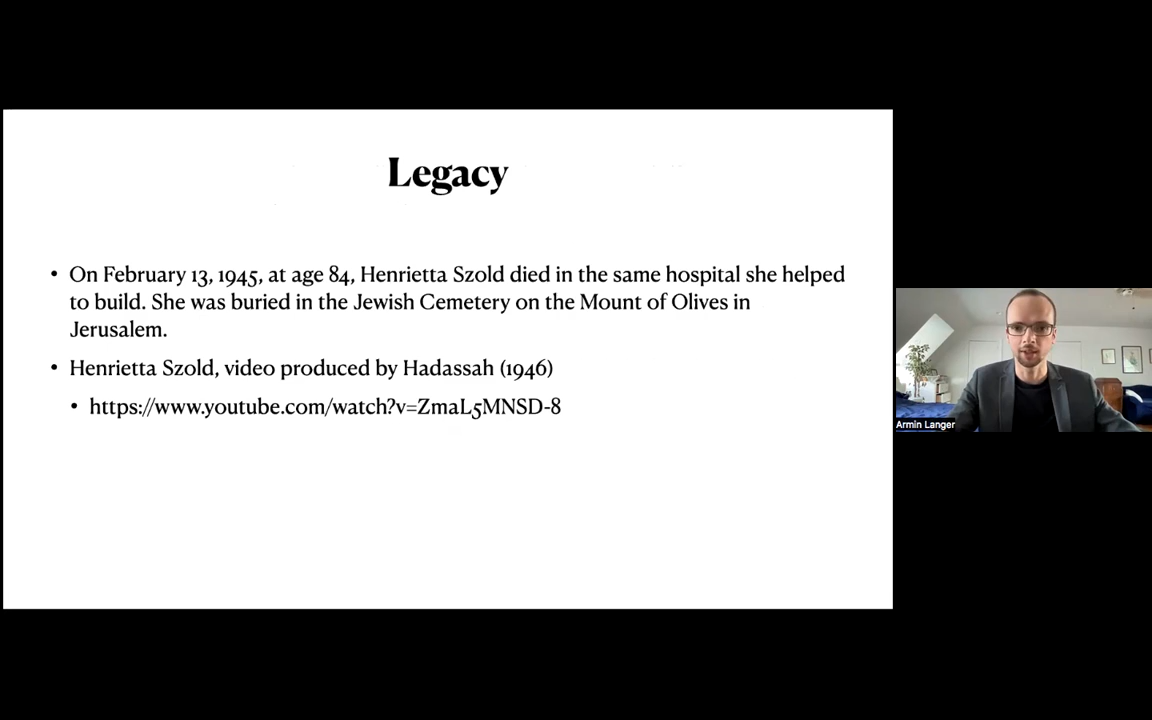 Legacy
• On February 13, 1945, at age 84, Henrietta Szold died in the same hospital she helped
to build. She was buried in the Jewish Cemetery on the Mount of Olives in
Jerusalem.
• Henrietta Szold, video produced by Hadassah (1946)
• https://www.youtube.com/watch?v=ZmaL5MNSD-8
Armin Langer